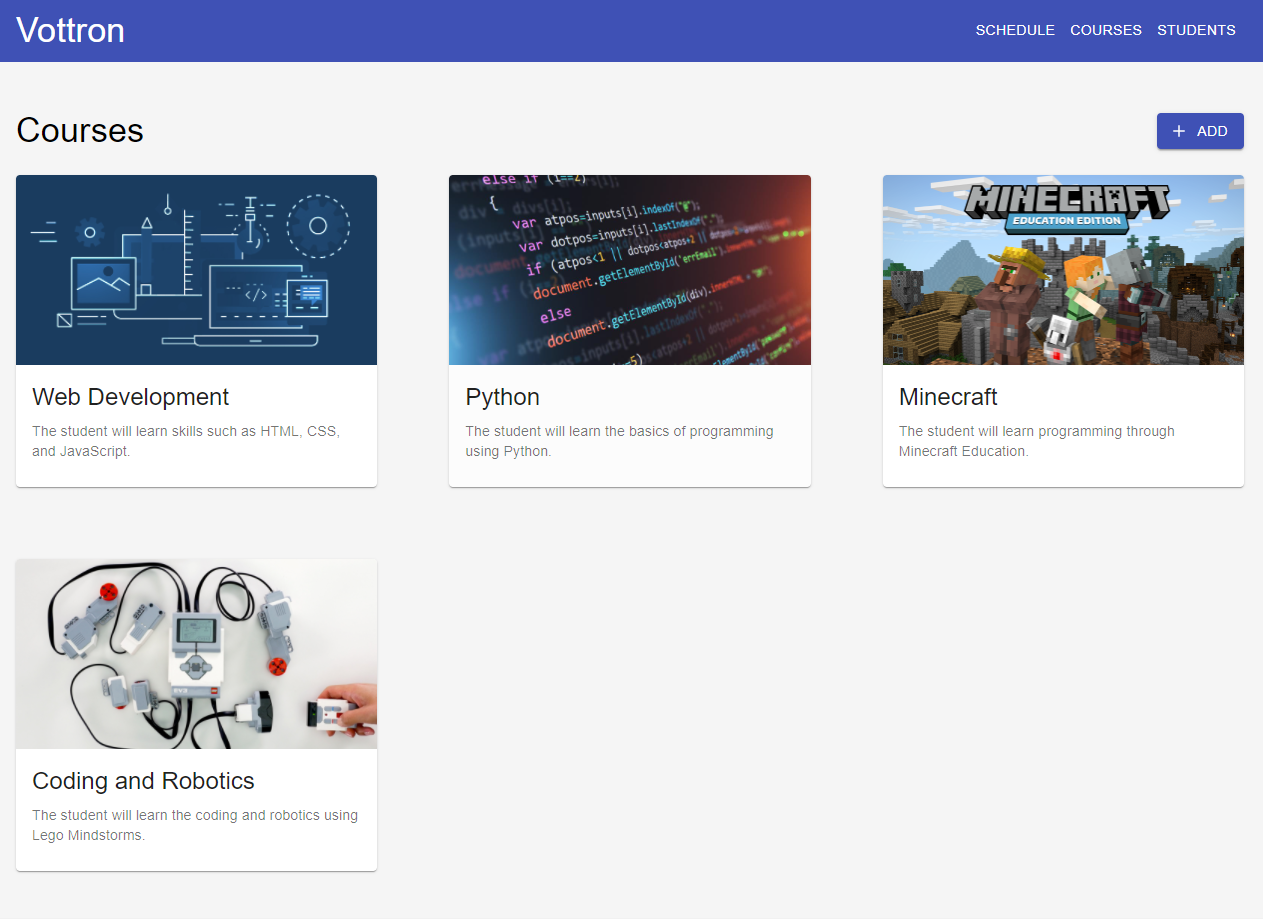 Vottron
SCHEDULE COURSES STUDENTS
Courses
+ ADD
else if (i==2)
{
var atpos=inputs[i].indexOf("@");
var dotpos=inputs[i].lastIndexOf(".");
if (atpos<1 || dotpos<atpos+2 || dotpos
document.getElementById('errEmail').innerHTML
else
document.getElementById(div).innerHTML
</>
MINECRAFT
EDUCATION EDITION
Web Development
The student will learn skills such as HTML, CSS,
and JavaScript.
Python
The student will learn the basics of programming
using Python.
Minecraft
The student will learn programming through
Minecraft Education.
EV3
Coding and Robotics
The student will learn the coding and robotics using
Lego Mindstorms.